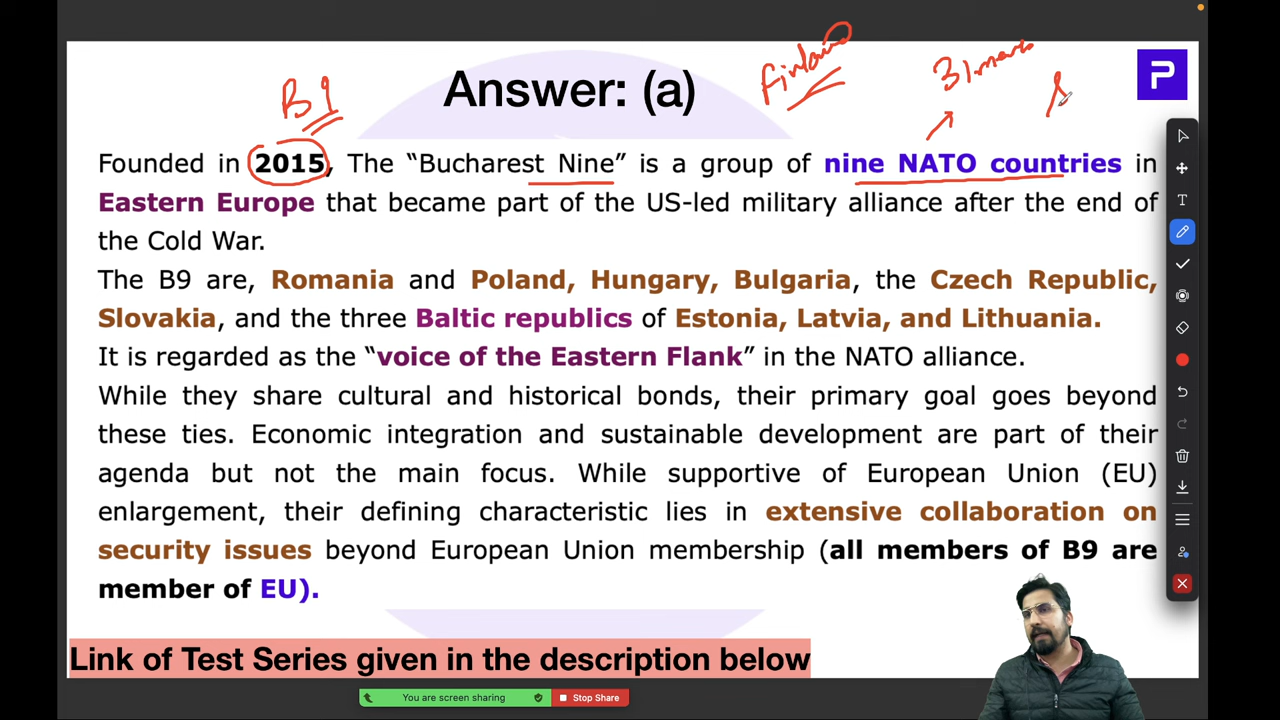 Answer: (a)
Finland
31 mem
B9
P
Founded in 2015, The “Bucharest Nine” is a group of nine NATO countries in
Eastern Europe that became part of the US-led military alliance after the end of
the Cold War.
The B9 are, Romania and Poland, Hungary, Bulgaria, the Czech Republic,
Slovakia, and the three Baltic republics of Estonia, Latvia, and Lithuania.
It is regarded as the “voice of the Eastern Flank” in the NATO alliance.
While they share cultural and historical bonds, their primary goal goes beyond
these ties. Economic integration and sustainable development are part of their
agenda but not the main focus. While supportive of European Union (EU)
enlargement, their defining characteristic lies in extensive collaboration on
security issues beyond European Union membership (all members of B9 are
member of EU).
Link of Test Series given in the description below
You are screen sharing
Stop Share